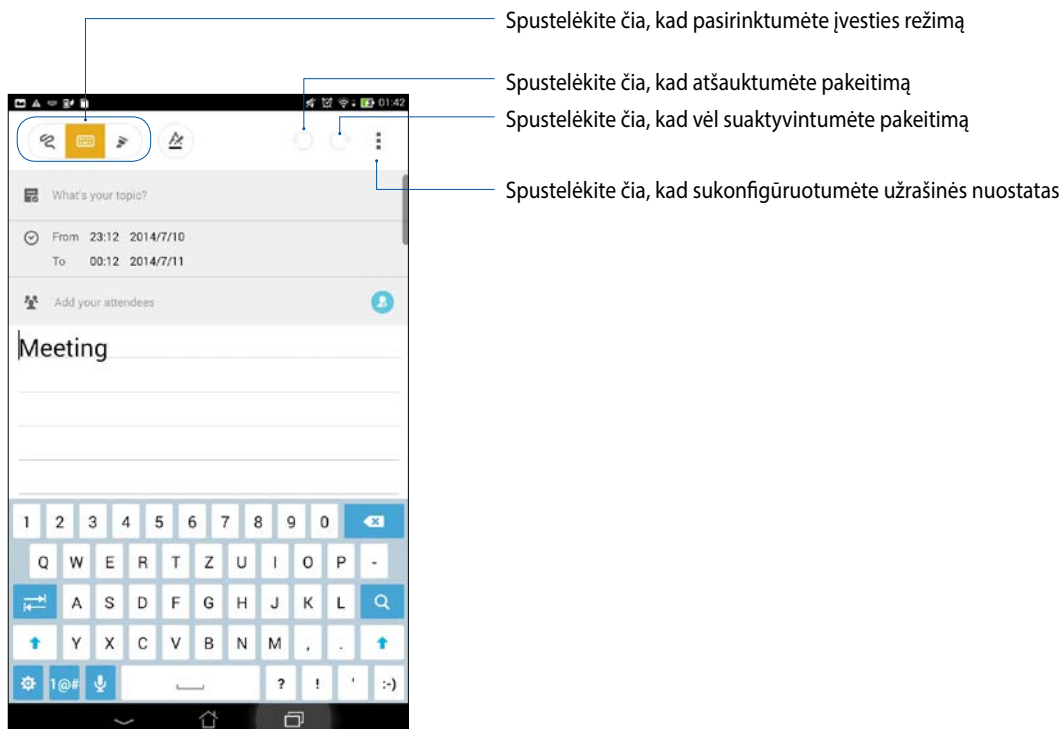 Spustelėkite čia, kad pasirinktumėte įvesties režimą
Spustelėkite čia, kad atšauktumėte pakeitimą
Spustelėkite čia, kad vėl suaktyvintumėte pakeitimą
Spustelėkite čia, kad sukonfigūruotumėte užrašinės nuostatas
01:42
What's your topic?
From 23:12 2014/7/10
To 00:12 2014/7/11
Add your attendees
Meeting
1 2 3 4 5 6 7 8 9 0
Q W E R T Z U I O P -
A S D F G H J K L
Y X C V B N M , .
1@# ? ! ' :-)